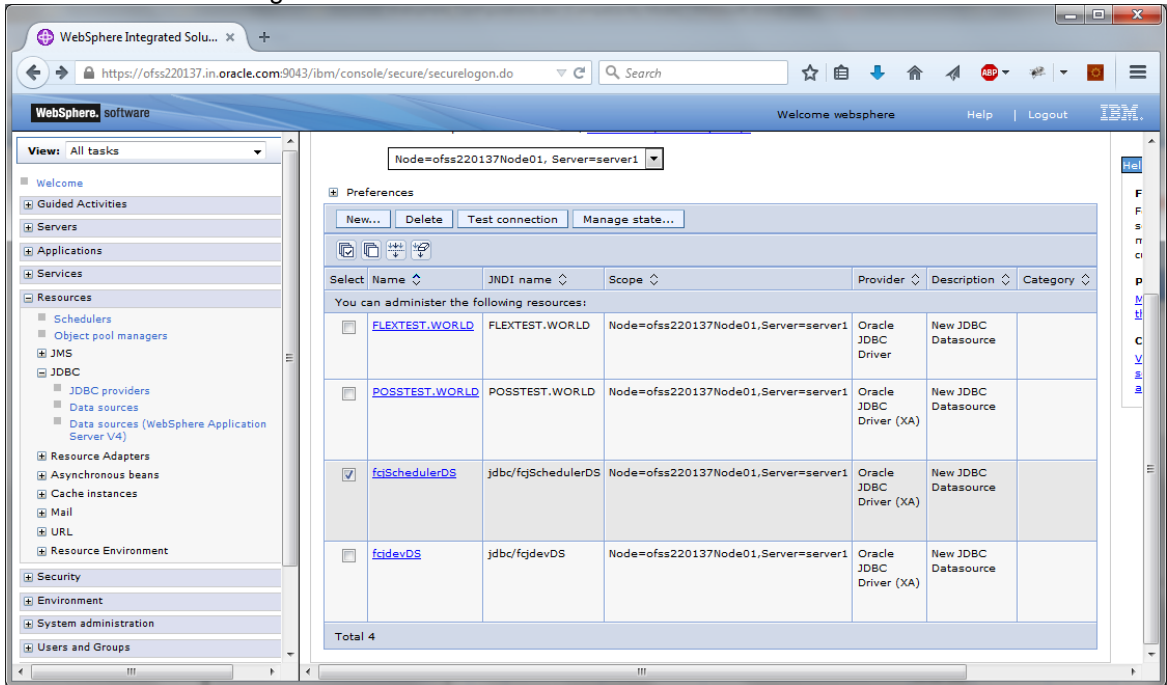 WebSphere Integrated Solu... × +
https://ofss220137.in.oracle.com:9043/ibm/console/secure/securelogon.do
Search
ABP
WebSphere. software
Welcome websphere
Help | Logout
IBM.
View: All tasks
Welcome
Guided Activities
Servers
Applications
Services
Resources
Schedulers
Object pool managers
JMS
JDBC
JDBC providers
Data sources
Data sources (WebSphere Application
Server V4)
Resource Adapters
Asynchronous beans
Cache instances
Mail
URL
Resource Environment
Security
Environment
System administration
Users and Groups
Node=ofss220137Node01, Server=server1
Preferences
New... Delete Test connection Manage state...
Select Name JNDI name Scope Provider Description Category
You can administer the following resources:
FLEXTEST.WORLD FLEXTEST.WORLD Node=ofss220137Node01,Server=server1 Oracle New JDBC
JDBC Datasource
Driver
POSSTEST.WORLD POSSTEST.WORLD Node=ofss220137Node01,Server=server1 Oracle New JDBC
JDBC Datasource
Driver (XA)
fcjSchedulerDS jdbc/fcjSchedulerDS Node=ofss220137Node01,Server=server1 Oracle New JDBC
JDBC Datasource
Driver (XA)
fcjdevDS jdbc/fcjdevDS Node=ofss220137Node01,Server=server1 Oracle New JDBC
JDBC Datasource
Driver (XA)
Total 4
Hel